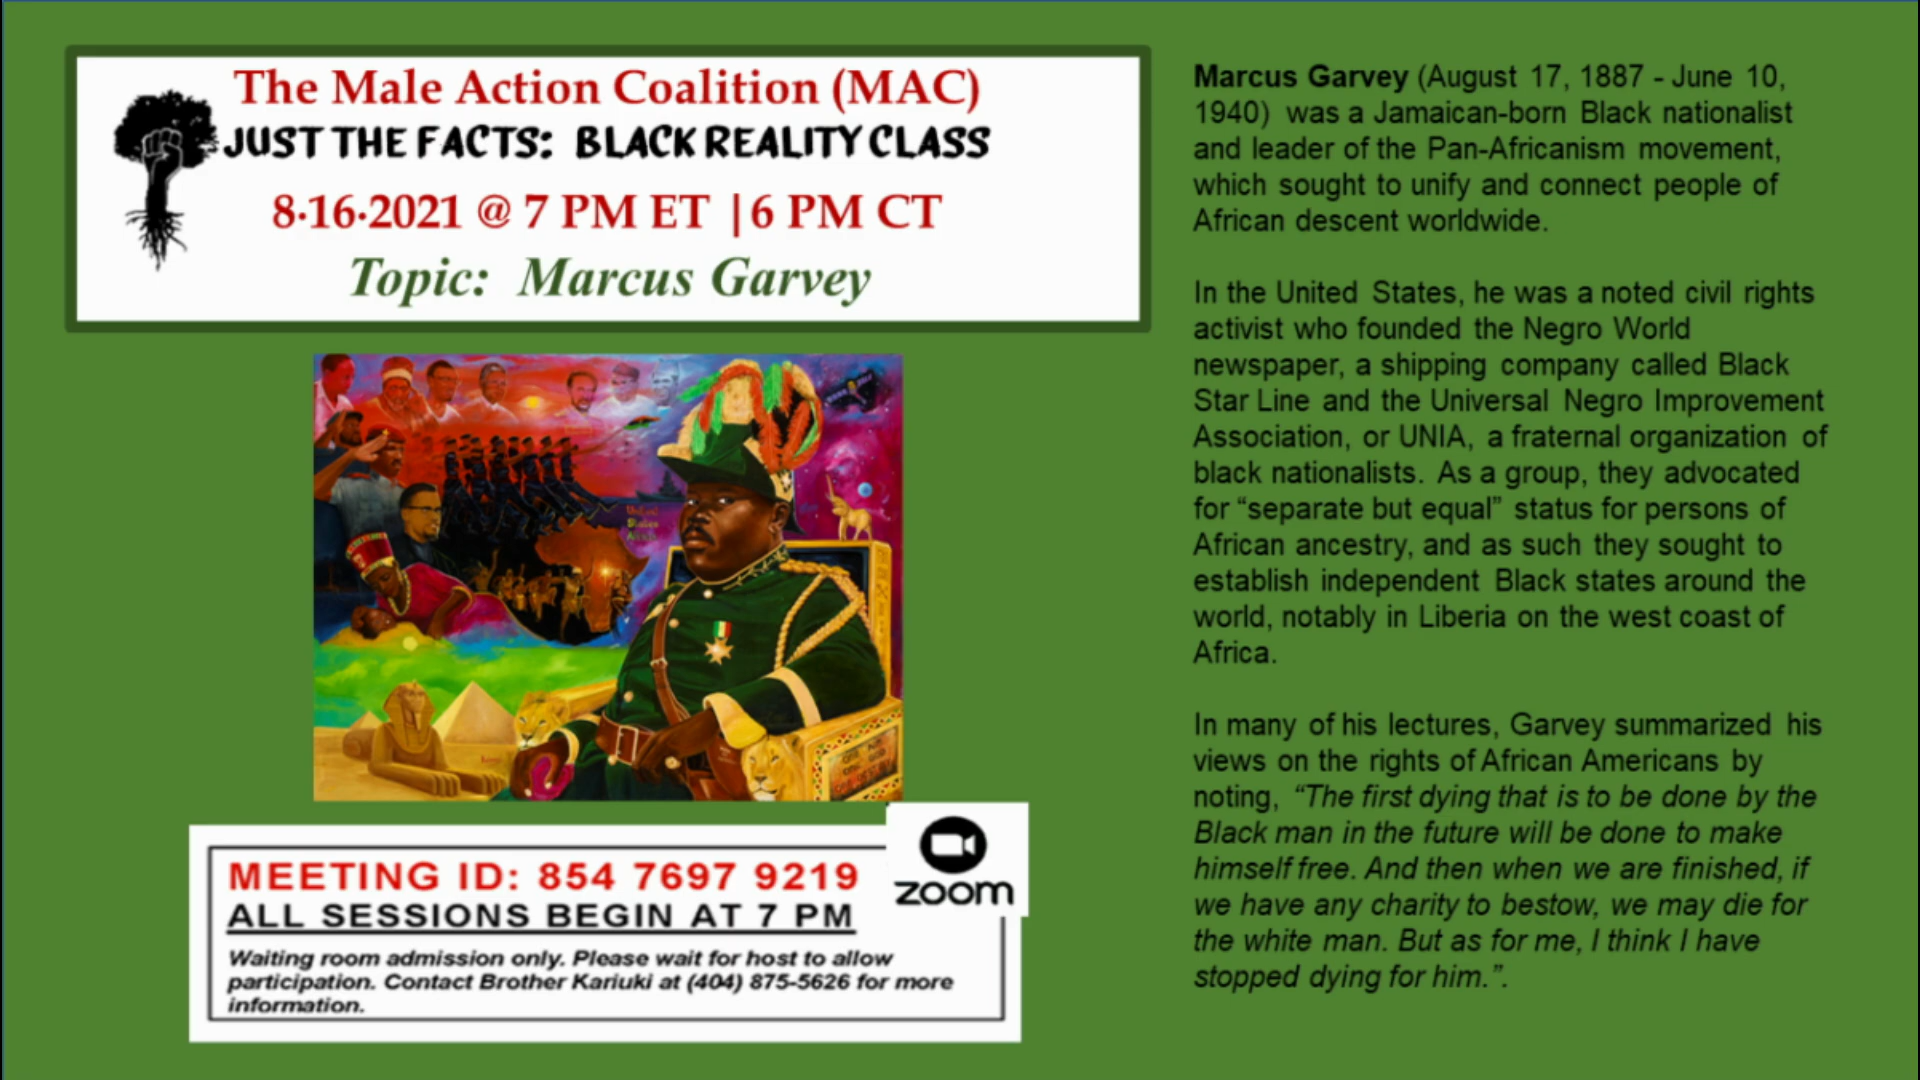 The Male Action Coalition (MAC)
JUST THE FACTS: BLACK REALITY CLASS
8·16·2021 @ 7 PM ET | 6 PM CT
Topic: Marcus Garvey
United
States
Africa
MEETING ID: 854 7697 9219
ALL SESSIONS BEGIN AT 7 PM
Waiting room admission only. Please wait for host to allow
participation. Contact Brother Kariuki at (404) 875-5626 for more
information.
zoom
Marcus Garvey (August 17, 1887 - June 10,
1940) was a Jamaican-born Black nationalist
and leader of the Pan-Africanism movement,
which sought to unify and connect people of
African descent worldwide.
In the United States, he was a noted civil rights
activist who founded the Negro World
newspaper, a shipping company called Black
Star Line and the Universal Negro Improvement
Association, or UNIA, a fraternal organization of
black nationalists. As a group, they advocated
for “separate but equal” status for persons of
African ancestry, and as such they sought to
establish independent Black states around the
world, notably in Liberia on the west coast of
Africa.
In many of his lectures, Garvey summarized his
views on the rights of African Americans by
noting, “The first dying that is to be done by the
Black man in the future will be done to make
himself free. And then when we are finished, if
we have any charity to bestow, we may die for
the white man. But as for me, I think I have
stopped dying for him.”.